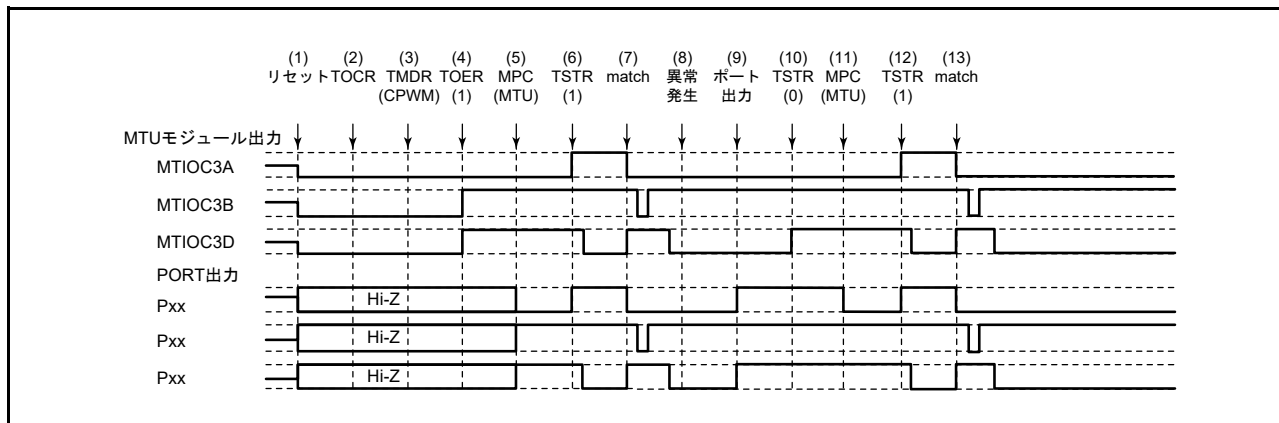 (1) (2) (3) (4) (5) (6) (7) (8) (9) (10) (11) (12) (13)
リセット TOCR TMDR TOER MPC TSTR match 異常 ポート TSTR MPC TSTR match
(CPWM) (1) (MTU) (1) 発生 出力 (0) (MTU) (1)
MTUモジュール出力
MTIOC3A
MTIOC3B
MTIOC3D
PORT出力
Pxx Hi-Z
Pxx Hi-Z
Pxx Hi-Z